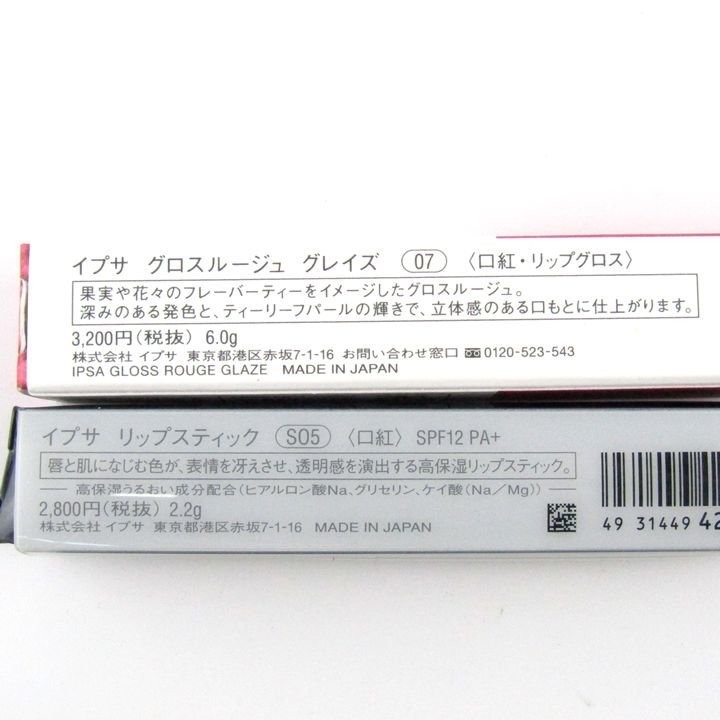 イプサ グロスルージュ グレイズ 07 〈口紅・リップグロス〉
果実や花々のフレーバーティーをイメージしたグロスルージュ。
深みのある発色と、ティーリーフパールの輝きで、立体感のある口もとに仕上がります。
3,200円(税抜) 6.0g
株式会社 イプサ 東京都港区赤坂7-1-16 お問い合わせ窓口 0120-523-543
IPSA GLOSS ROUGE GLAZE MADE IN JAPAN
イプサ リップスティック S05 〈口紅〉 SPF12 PA+
唇と肌になじむ色が、表情を冴えさせ、透明感を演出する高保湿リップスティック。
高保湿うるおい成分配合(ヒアルロン酸Na、グリセリン、ケイ酸(Na/Mg))
2,800円(税抜) 2.2g
株式会社 イプサ 東京都港区赤坂7-1-16 MADE IN JAPAN
49 31449 42